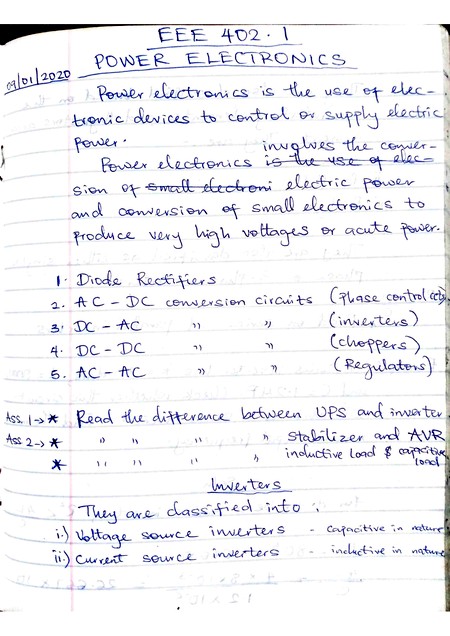 EEE 402.1
POWER ELECTRONICS
09/01/2020
Power electronics is the use of elec-
tronic devices to control or supply electric
power.
involves the conver-
Power electronics is the use of elec-
sion of small electroni electric power
and conversion of small electronics to
produce very high voltages or acute power.
1. Diode Rectifiers
2. AC - DC conversion circuits (phase control ccts)
3. DC - AC " " (inverters)
4. DC - DC " " (choppers)
5. AC - AC " " (Regulators)
Ass. 1 → * Read the difference between UPS and inverter
Ass 2 → * " " " " stabilizer and AVR
* " " " " inductive load & capacitive
load
Inverters
They are classified into:
i.) Voltage source inverters - capacitive in nature
ii.) Current source inverters - inductive in nature